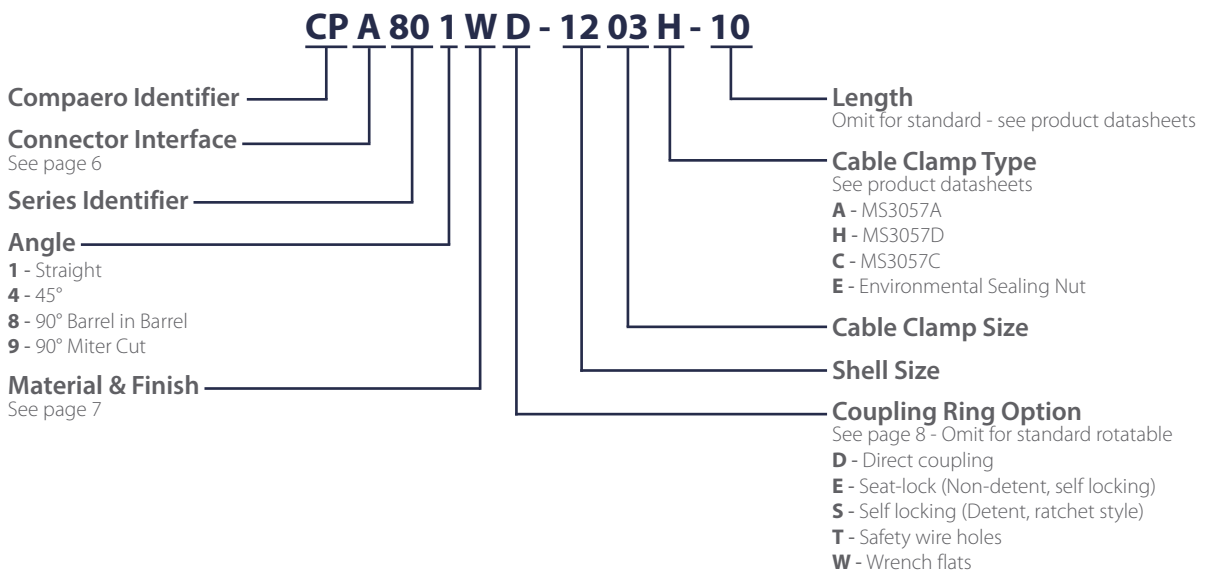 CP A 80 1 W D - 12 03 H - 10
Compaero Identifier
Connector Interface
See page 6
Series Identifier
Angle
1 - Straight
4 - 45°
8 - 90° Barrel in Barrel
9 - 90° Miter Cut
Material & Finish
See page 7
Length
Omit for standard - see product datasheets
Cable Clamp Type
See product datasheets
A - MS3057A
H - MS3057D
C - MS3057C
E - Environmental Sealing Nut
Cable Clamp Size
Shell Size
Coupling Ring Option
See page 8 - Omit for standard rotatable
D - Direct coupling
E - Seat-lock (Non-detent, self locking)
S - Self locking (Detent, ratchet style)
T - Safety wire holes
W - Wrench flats